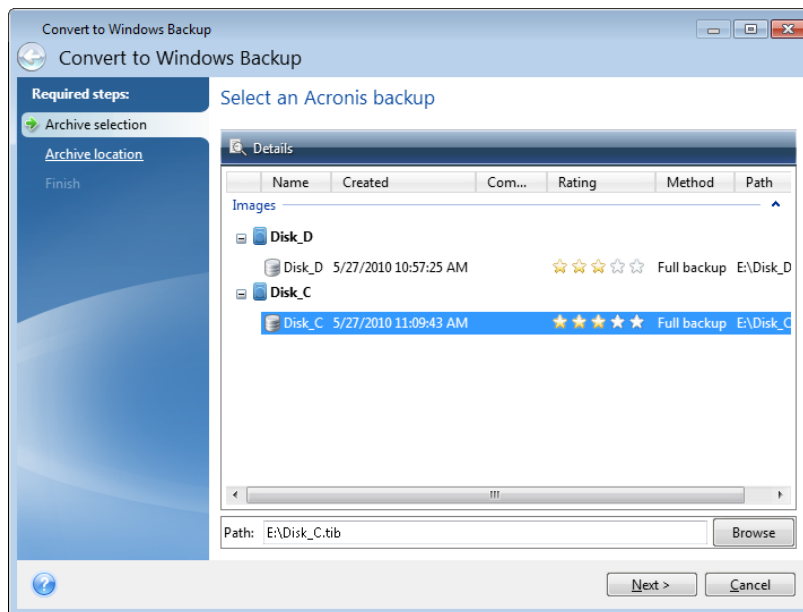 Convert to Windows Backup
Convert to Windows Backup
Required steps:
Archive selection
Archive location
Finish
Select an Acronis backup
Details
Name Created Com... Rating Method Path
Images
Disk_D
Disk_D 5/27/2010 10:57:25 AM Full backup E:\Disk_D
Disk_C
Disk_C 5/27/2010 11:09:43 AM Full backup E:\Disk_C
Path: E:\Disk_C.tib Browse
Next > Cancel